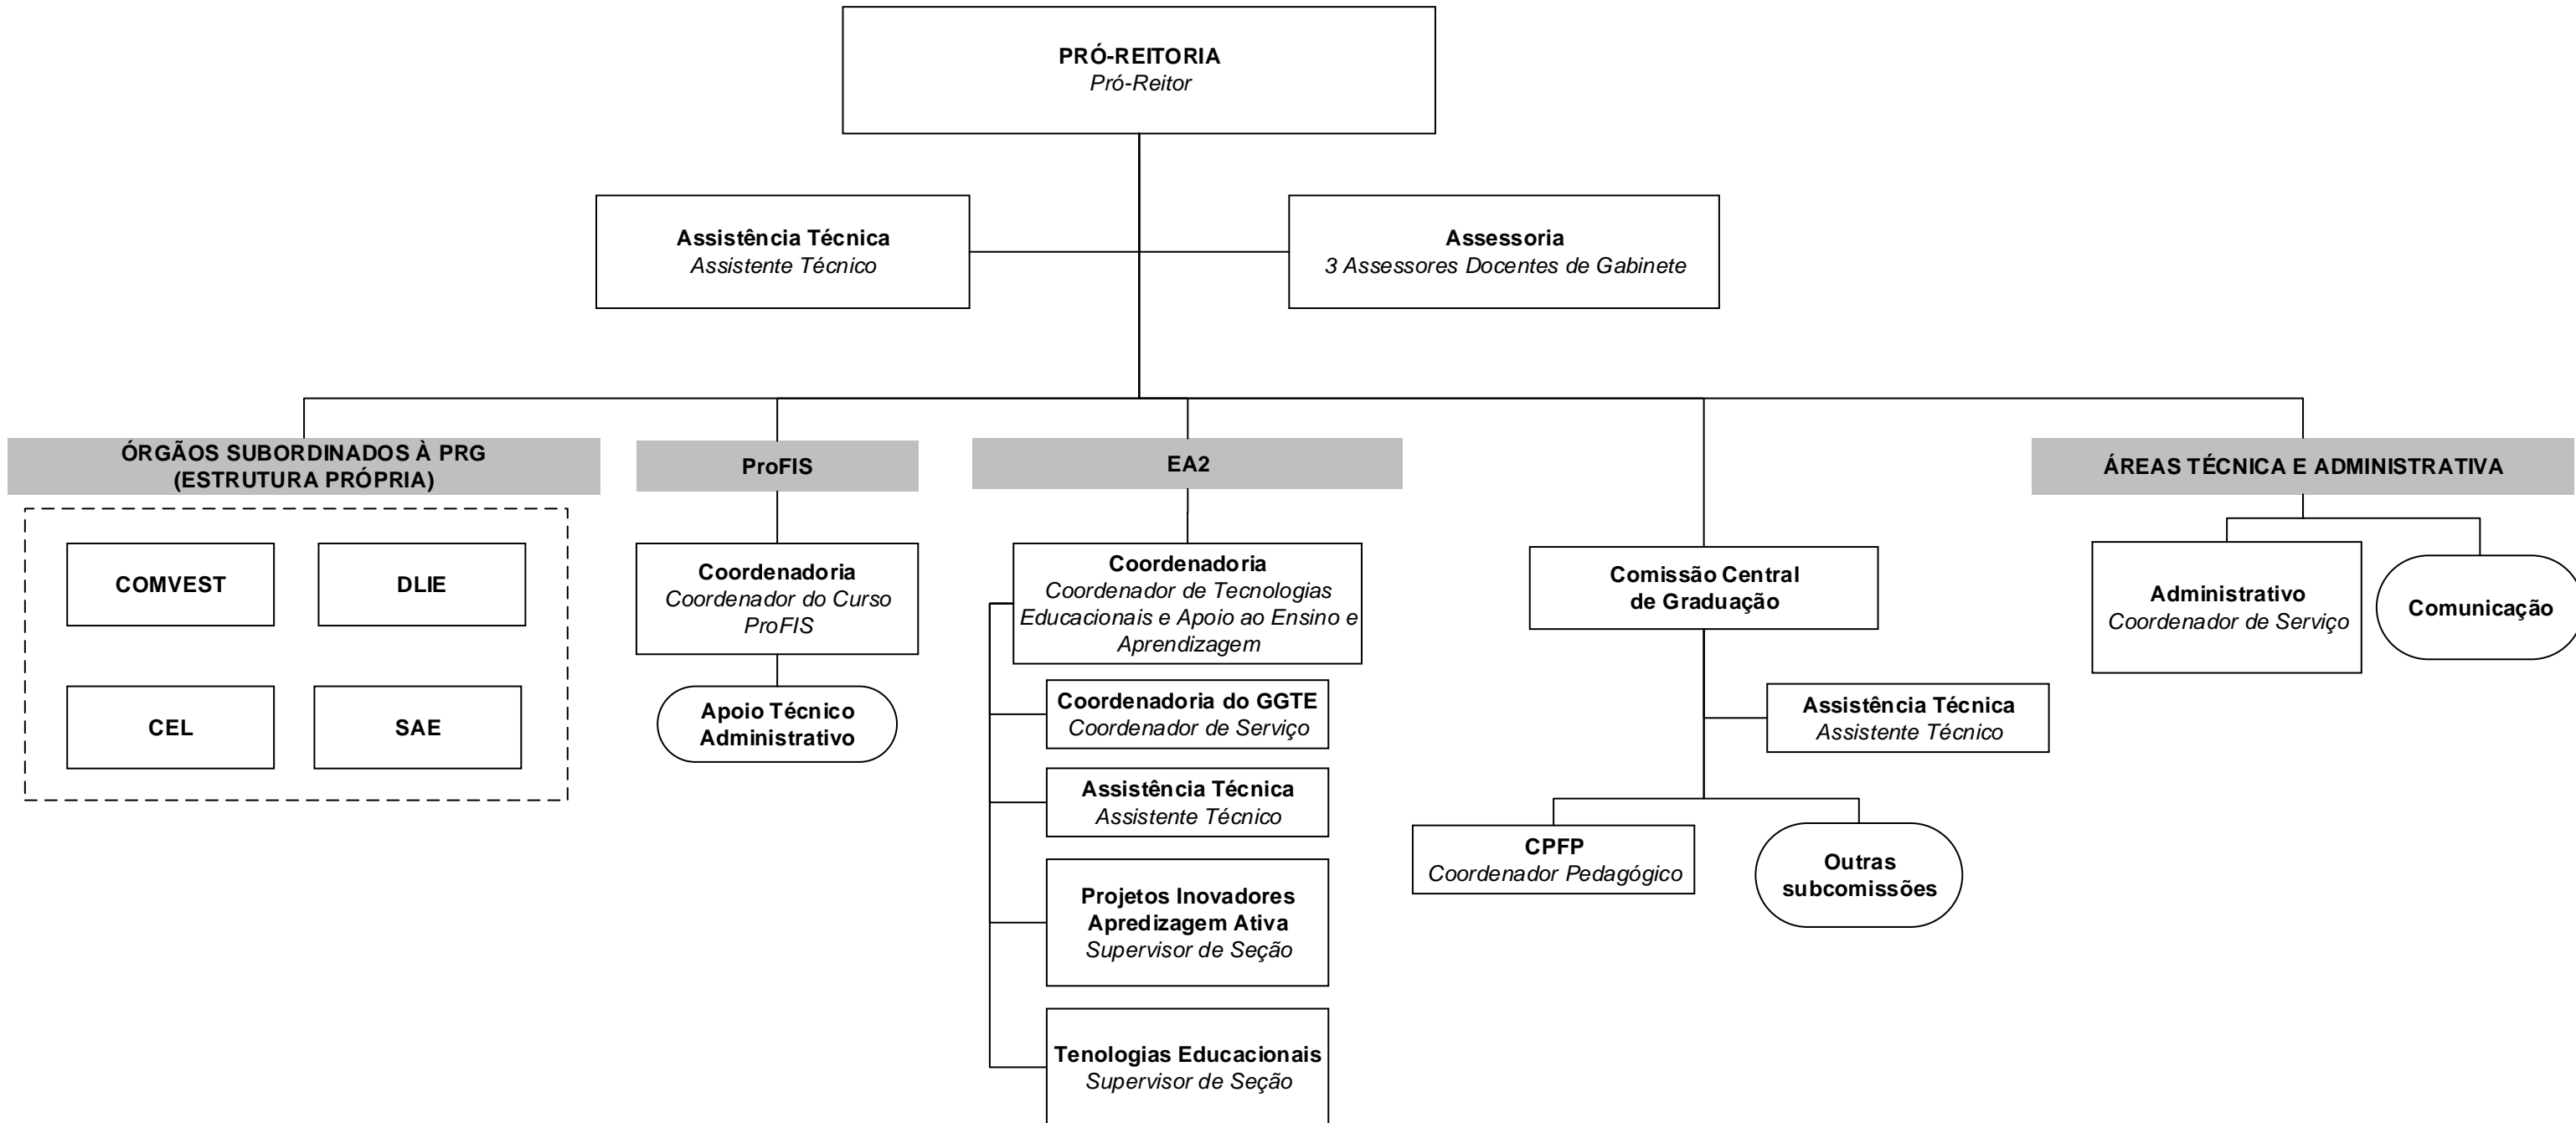 PRÓ-REITORIA
Pró-Reitor
Assistência Técnica
Assistente Técnico
Assessoria
3 Assessores Docentes de Gabinete
ÓRGÃOS SUBORDINADOS À PRG
(ESTRUTURA PRÓPRIA)
COMVEST
DLIE
CEL
SAE
ProFIS
Coordenadoria
Coordenador do Curso
ProFIS
Apoio Técnico
Administrativo
EA2
Coordenadoria
Coordenador de Tecnologias
Educacionais e Apoio ao Ensino e
Aprendizagem
Coordenadoria do GGTE
Coordenador de Serviço
Assistência Técnica
Assistente Técnico
Projetos Inovadores
Apredizagem Ativa
Supervisor de Seção
Tenologias Educacionais
Supervisor de Seção
Comissão Central
de Graduação
Assistência Técnica
Assistente Técnico
CPFP
Coordenador Pedagógico
Outras
subcomissões
ÁREAS TÉCNICA E ADMINISTRATIVA
Administrativo
Coordenador de Serviço
Comunicação